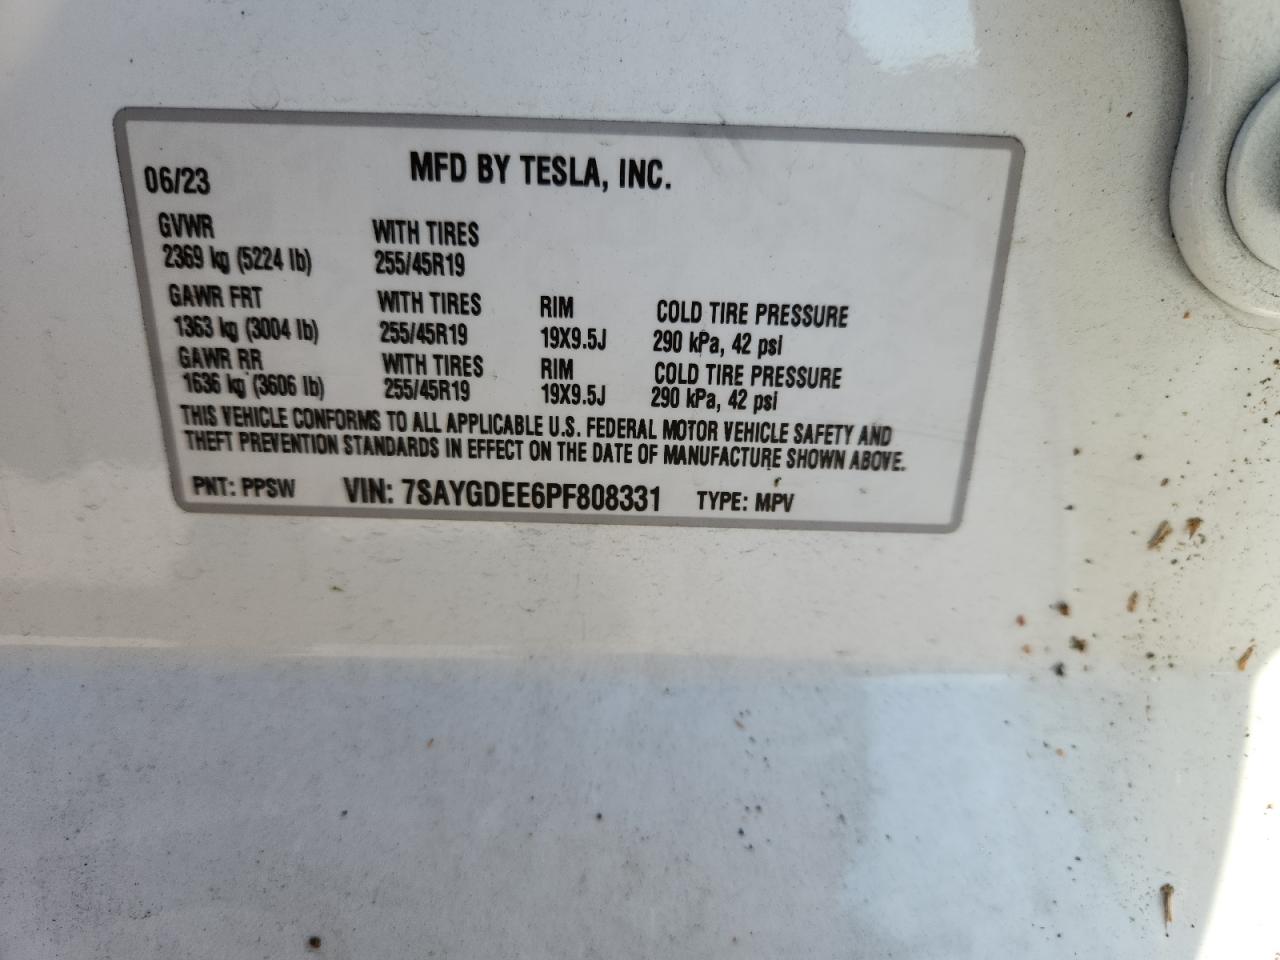 06/23 MFD BY TESLA, INC.
GVWR WITH TIRES
2369 kg (5224 lb) 255/45R19
GAWR FRT WITH TIRES RIM COLD TIRE PRESSURE
1363 kg (3004 lb) 255/45R19 19X9.5J 290 kPa, 42 psi
GAWR RR WITH TIRES RIM COLD TIRE PRESSURE
1636 kg (3606 lb) 255/45R19 19X9.5J 290 kPa, 42 psi
THIS VEHICLE CONFORMS TO ALL APPLICABLE U.S. FEDERAL MOTOR VEHICLE SAFETY AND
THEFT PREVENTION STANDARDS IN EFFECT ON THE DATE OF MANUFACTURE SHOWN ABOVE.
PNT: PPSW VIN: 7SAYGDEE6PF808331 TYPE: MPV